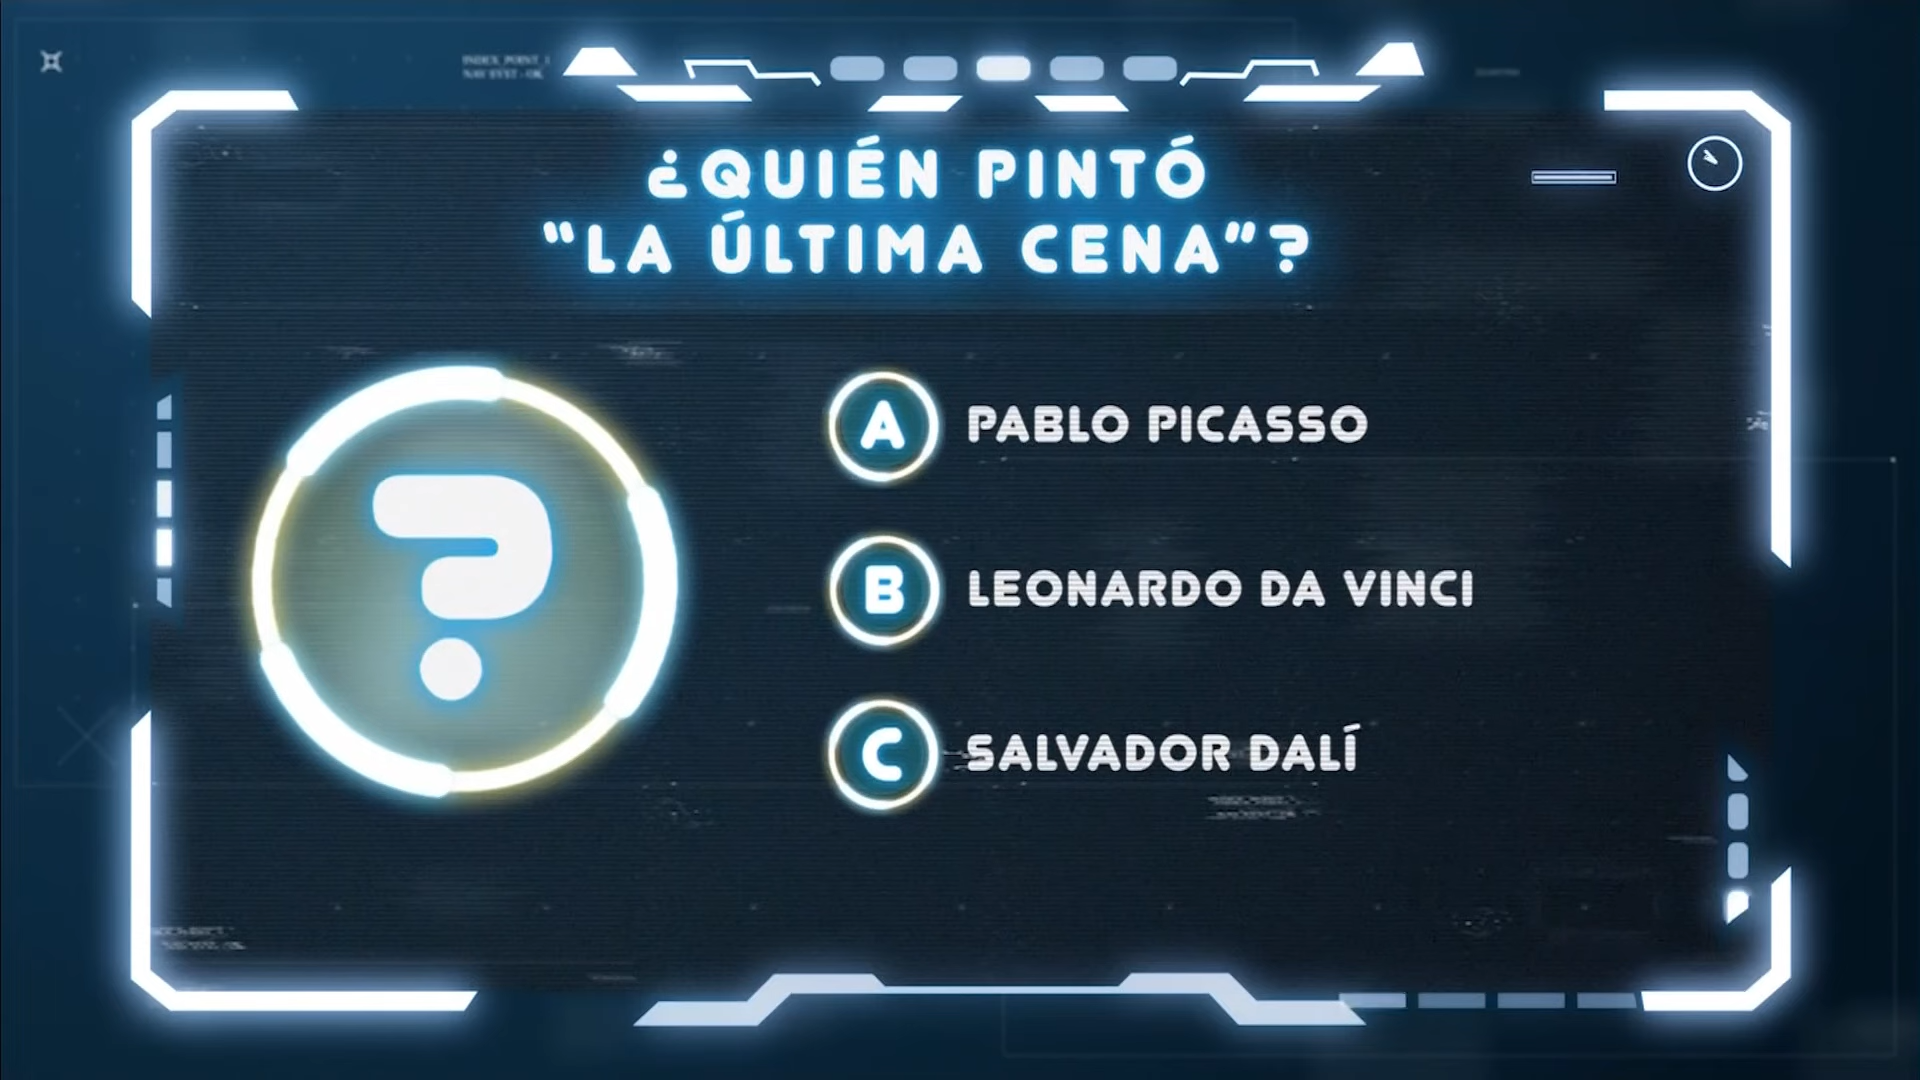 ¿QUIÉN PINTÓ
"LA ÚLTIMA CENA"?
?
A PABLO PICASSO
B LEONARDO DA VINCI
C SALVADOR DALÍ